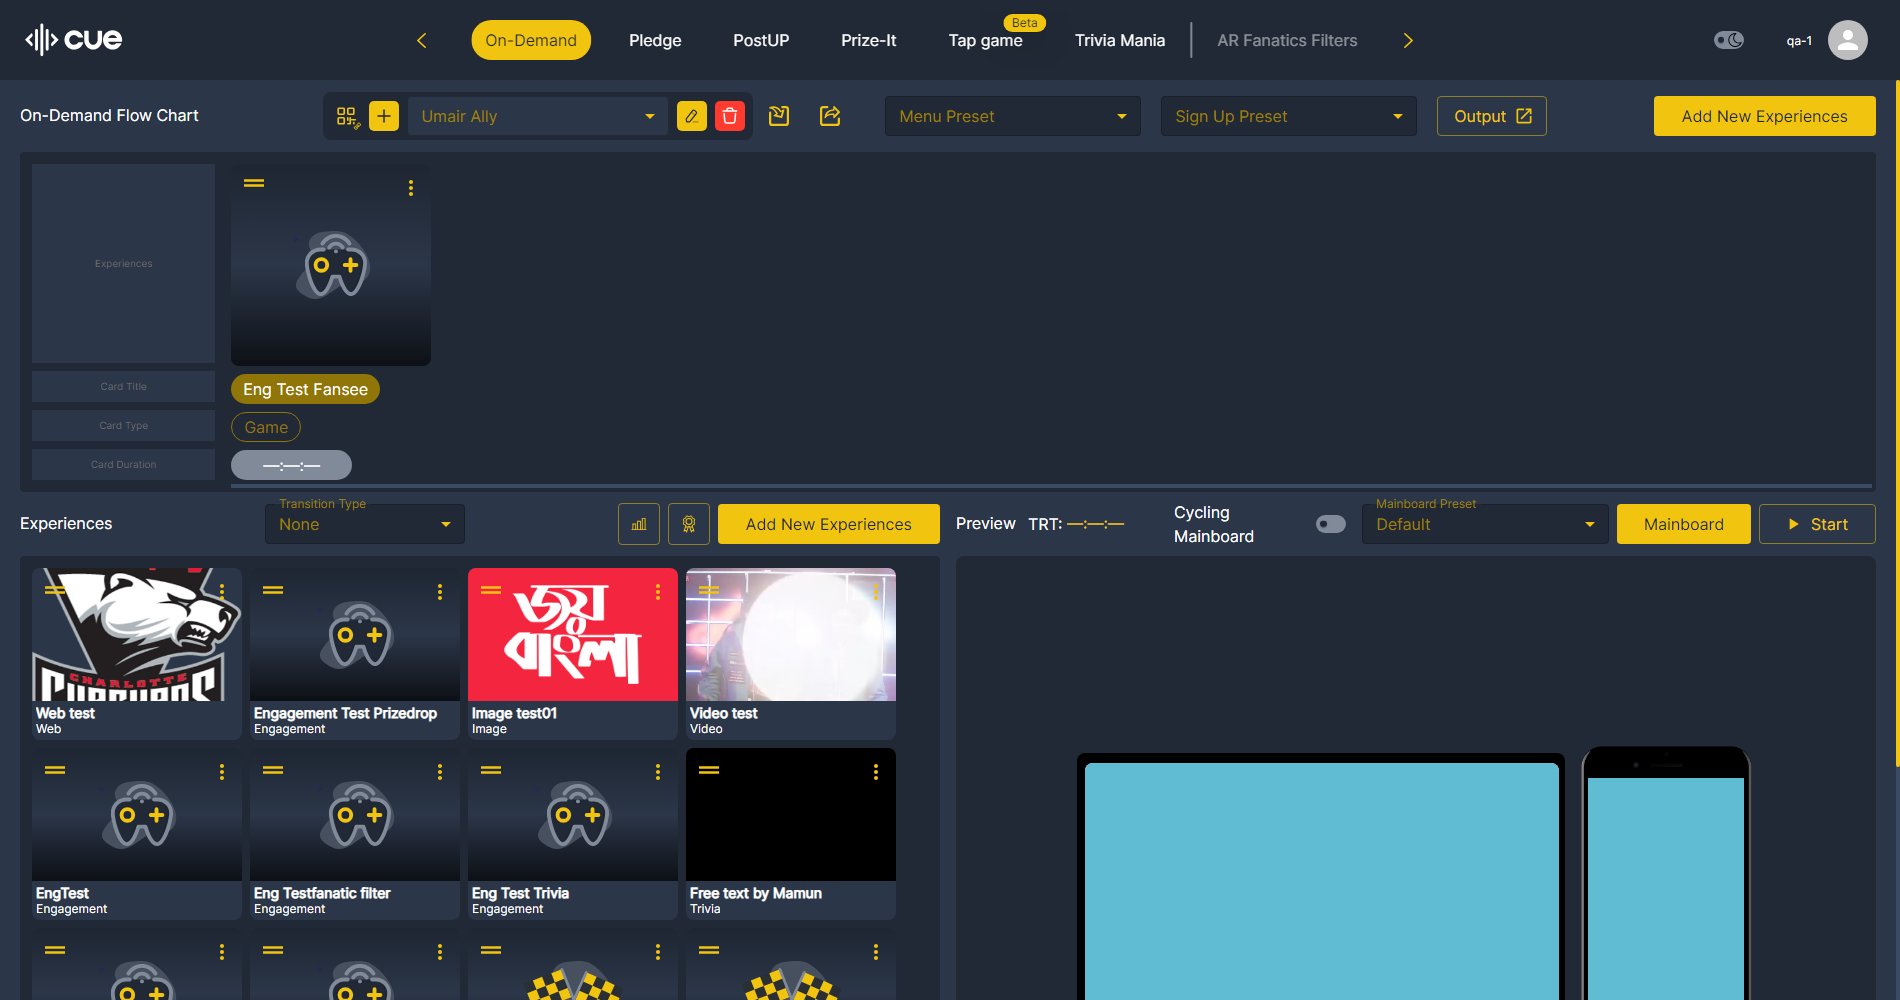 cue
On-Demand
Pledge
PostUP
Prize-It
Tap game
Beta
Trivia Mania
AR Fanatics Filters
qa-1
On-Demand Flow Chart
Umair Ally
Menu Preset
Sign Up Preset
Output
Add New Experiences
Experiences
Card Title
Eng Test Fansee
Card Type
Game
Card Duration
—:—:—
Experiences
Transition Type
None
Add New Experiences
Preview
TRT: —:—:—
Cycling
Mainboard
Mainboard Preset
Default
Mainboard
Start
CHARLOTTE
জয়
বাংলা
Web test
Web
Engagement Test Prizedrop
Engagement
Image test01
Image
Video test
Video
EngTest
Engagement
Eng Testfanatic filter
Engagement
Eng Test Trivia
Engagement
Free text by Mamun
Trivia